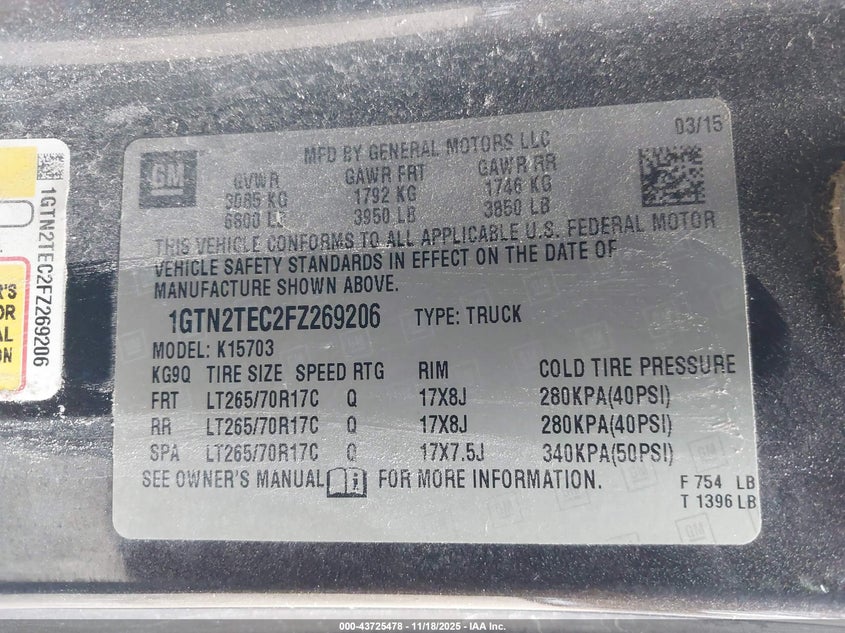 1GTN2TEC2FZ269206
'S
OR
AL
ON
GM
MFD BY GENERAL MOTORS LLC
03/15
GVWR GAWR FRT GAWR RR
3085 KG 1792 KG 1746 KG
6800 LB 3950 LB 3850 LB
THIS VEHICLE CONFORMS TO ALL APPLICABLE U.S. FEDERAL MOTOR
VEHICLE SAFETY STANDARDS IN EFFECT ON THE DATE OF
MANUFACTURE SHOWN ABOVE.
1GTN2TEC2FZ269206 TYPE: TRUCK
MODEL: K15703
KG9Q TIRE SIZE SPEED RTG RIM COLD TIRE PRESSURE
FRT LT265/70R17C Q 17X8J 280KPA(40PSI)
RR LT265/70R17C Q 17X8J 280KPA(40PSI)
SPA LT265/70R17C Q 17X7.5J 340KPA(50PSI)
SEE OWNER'S MANUAL FOR MORE INFORMATION.
F 754 LB
T 1396 LB
000-43725478 - 11/18/2025 - IAA Inc.